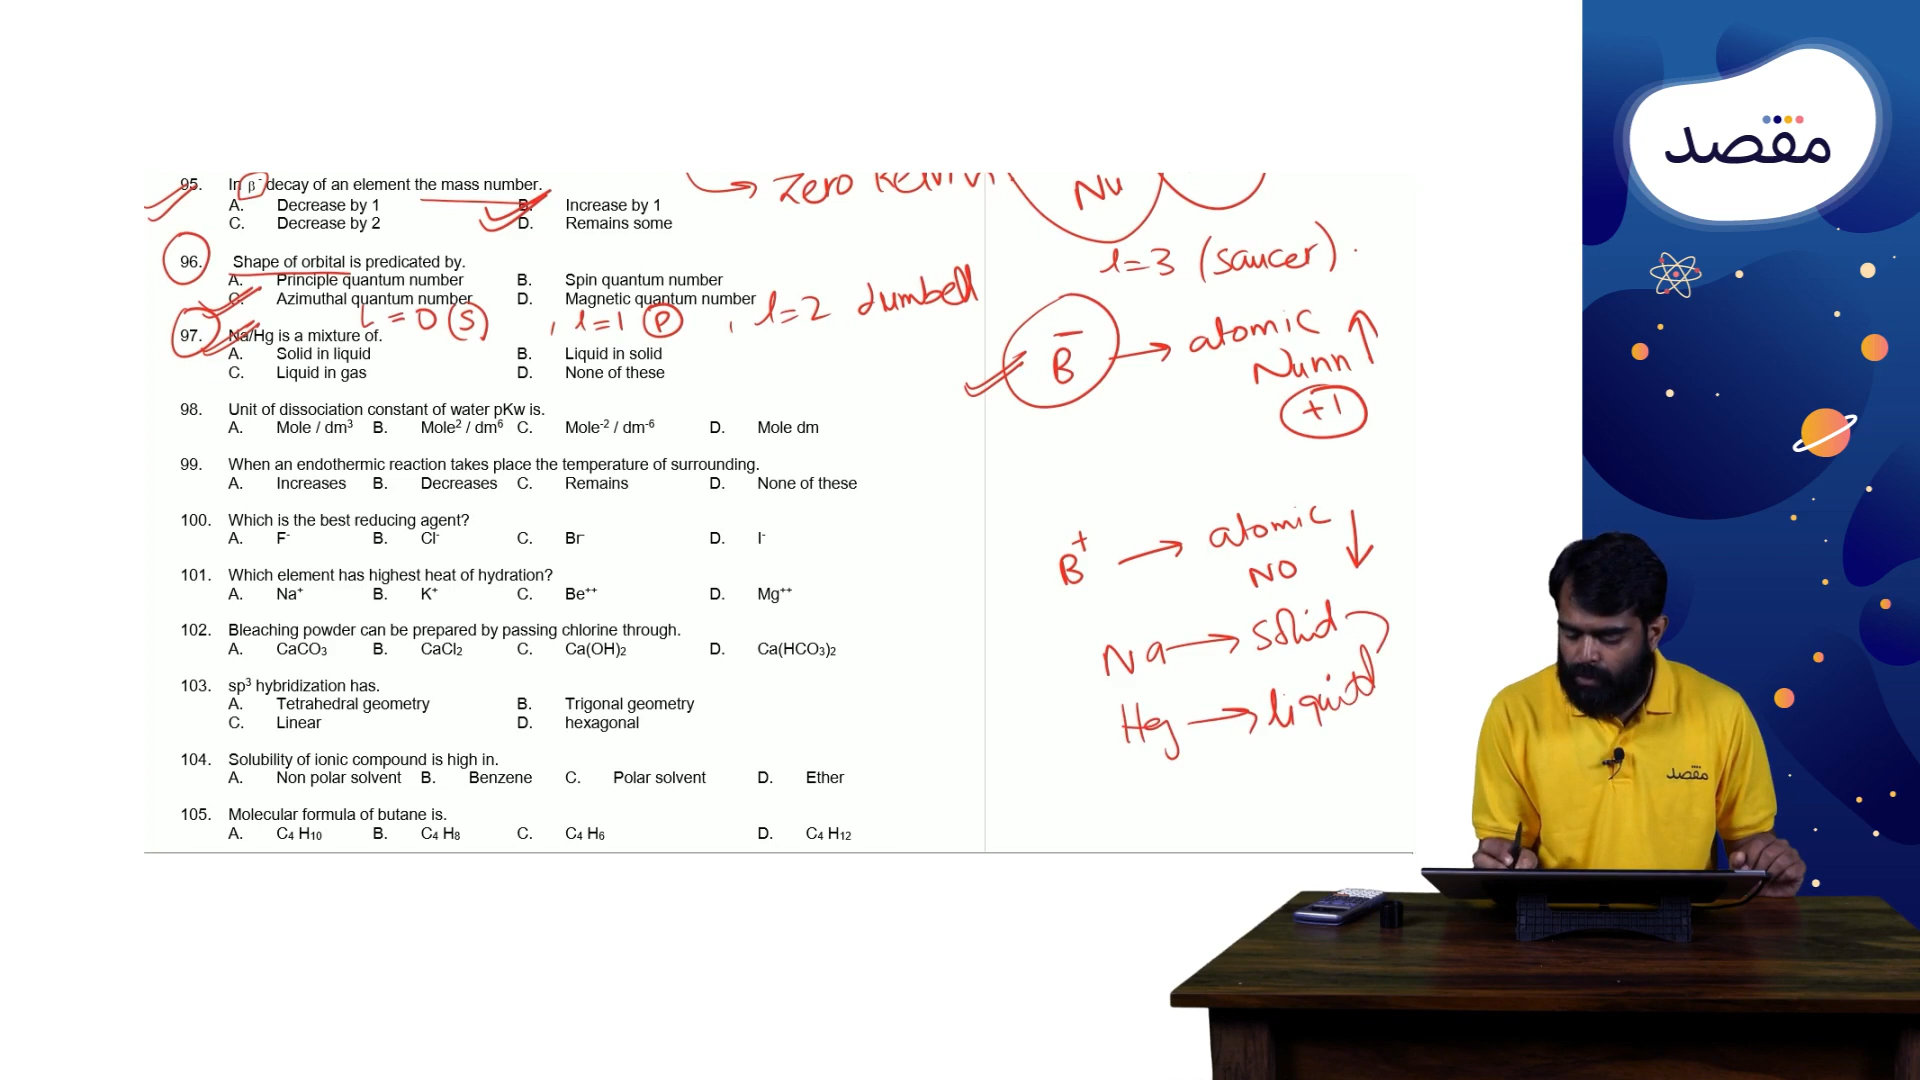 95. In β⁻ decay of an element the mass number.
A. Decrease by 1 B. Increase by 1
C. Decrease by 2 D. Remains some
96. Shape of orbital is predicated by.
A. Principle quantum number B. Spin quantum number
C. Azimuthal quantum number D. Magnetic quantum number
l = 0 (S) , l = 1 (P) , l = 2 dumbell
97. Na/Hg is a mixture of.
A. Solid in liquid B. Liquid in solid
C. Liquid in gas D. None of these
98. Unit of dissociation constant of water pKw is.
A. Mole / dm³ B. Mole² / dm⁶ C. Mole⁻² / dm⁻⁶ D. Mole dm
99. When an endothermic reaction takes place the temperature of surrounding.
A. Increases B. Decreases C. Remains D. None of these
100. Which is the best reducing agent?
A. F⁻ B. Cl⁻ C. Br⁻ D. I⁻
101. Which element has highest heat of hydration?
A. Na⁺ B. K⁺ C. Be⁺⁺ D. Mg⁺⁺
102. Bleaching powder can be prepared by passing chlorine through.
A. CaCO₃ B. CaCl₂ C. Ca(OH)₂ D. Ca(HCO₃)₂
103. sp³ hybridization has.
A. Tetrahedral geometry B. Trigonal geometry
C. Linear D. hexagonal
104. Solubility of ionic compound is high in.
A. Non polar solvent B. Benzene C. Polar solvent D. Ether
105. Molecular formula of butane is.
A. C₄ H₁₀ B. C₄ H₈ C. C₄ H₆ D. C₄ H₁₂
→ Zero Kelvin
Nu
l=3 (saucer).
B⁻ → atomic
Num ↑
+1
B⁺ → atomic ↓
NO
Na → solid
Hg → liquid
مقصد
مقصد